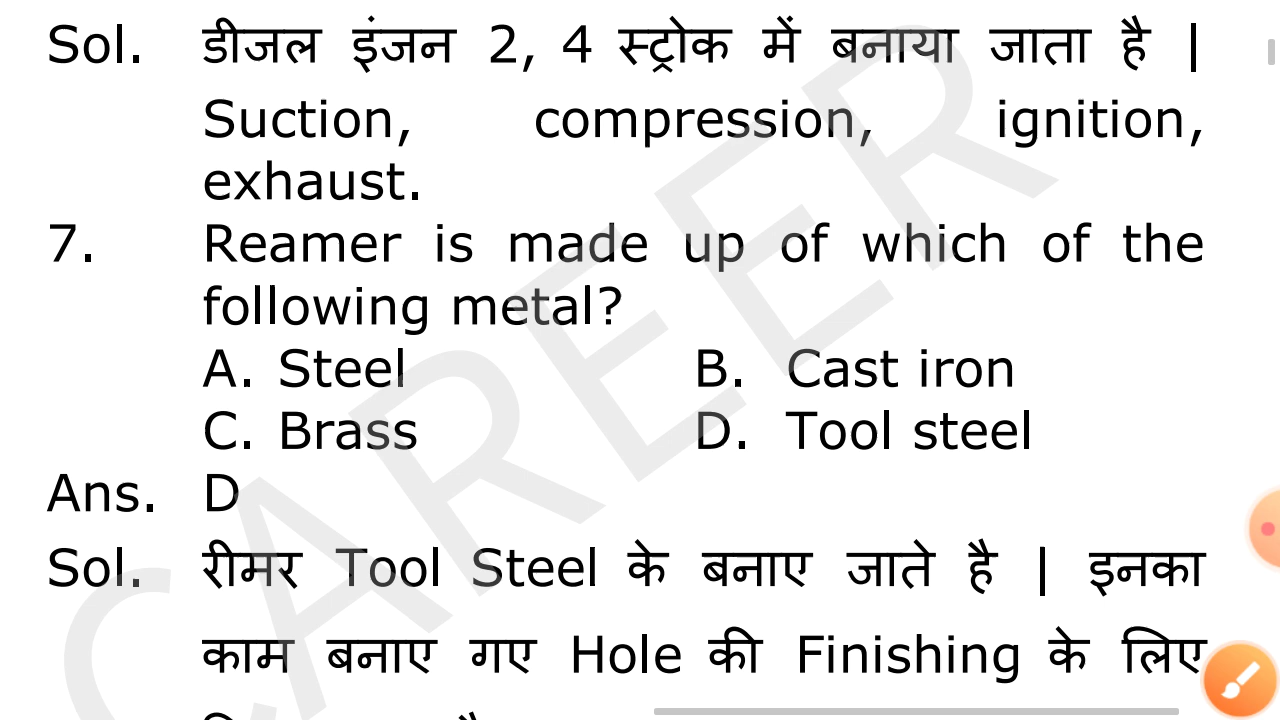 Sol. डीजल इंजन 2, 4 स्ट्रोक में बनाया जाता है |
Suction, compression, ignition,
exhaust.
7. Reamer is made up of which of the
following metal?
A. Steel B. Cast iron
C. Brass D. Tool steel
Ans. D
Sol. रीमर Tool Steel के बनाए जाते है | इनका
काम बनाए गए Hole की Finishing के लिए
CAREER